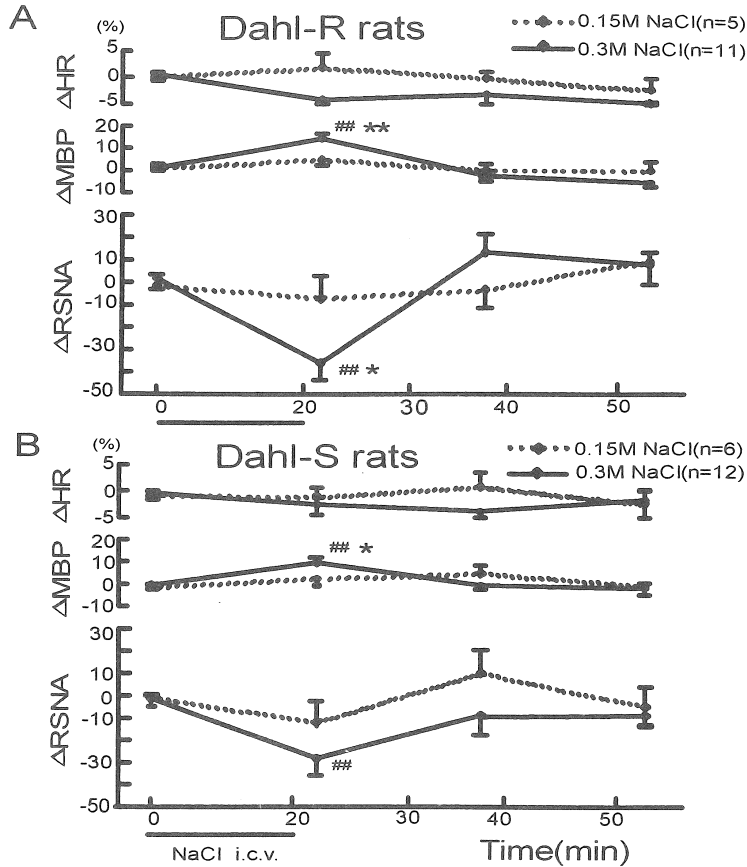 A
(%)
Dahl-R rats
0.15M NaCl(n=5)
0.3M NaCl(n=11)
ΔHR
5
0
-5
ΔMBP
20
10
0
-10
## **
ΔRSNA
30
10
0
-10
-30
-50
## *
0 20 30 40 50
B
(%)
Dahl-S rats
0.15M NaCl(n=6)
0.3M NaCl(n=12)
ΔHR
5
0
-5
ΔMBP
20
10
0
-10
## *
ΔRSNA
30
10
0
-10
-30
-50
##
0 20 30 40 50
NaCl i.c.v.
Time(min)